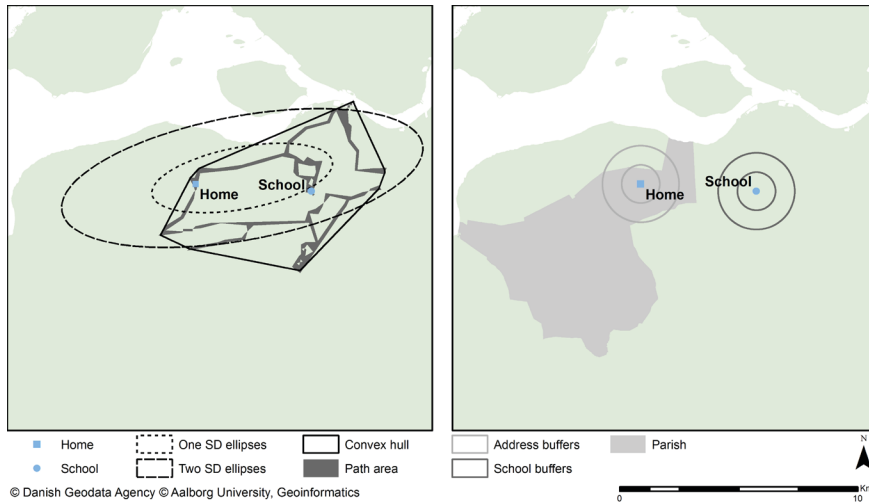 Home
School
Home
School
Home
One SD ellipses
Convex hull
School
Two SD ellipses
Path area
© Danish Geodata Agency © Aalborg University, Geoinformatics
Address buffers
Parish
School buffers
N
Km
0
10